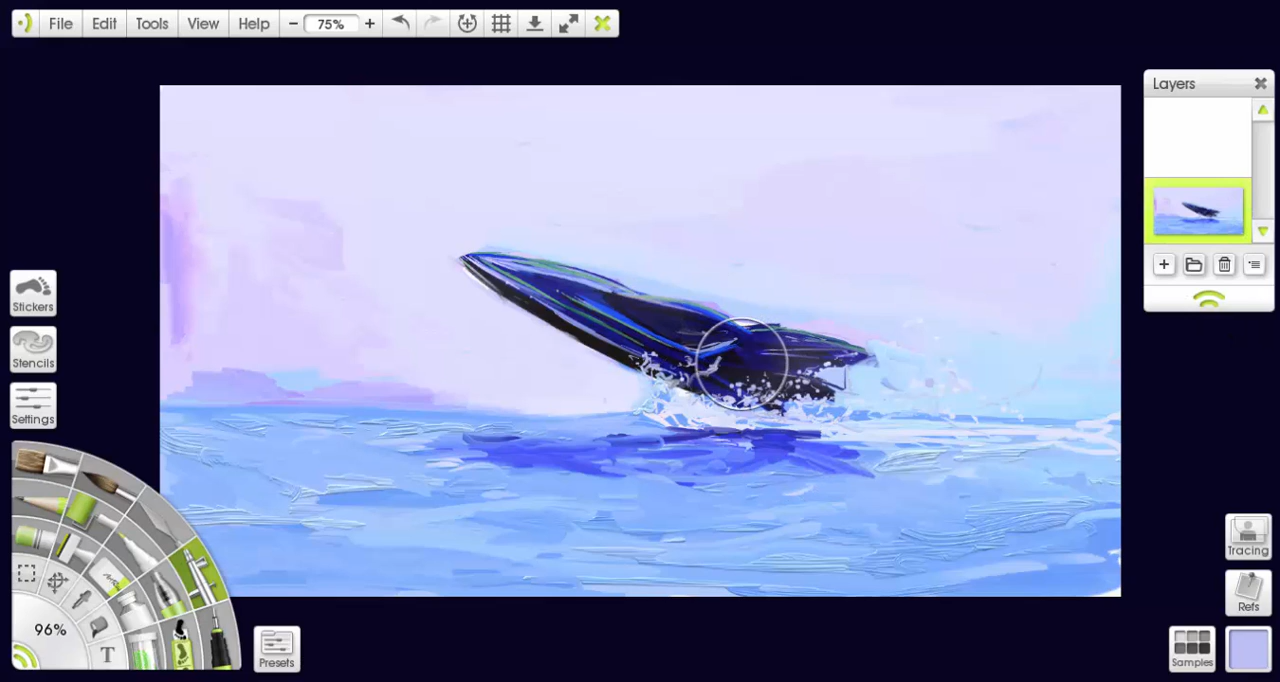 File Edit Tools View Help 75%
Layers
Stickers
Stencils
Settings
96%
T
Presets
Tracing
Refs
Samples